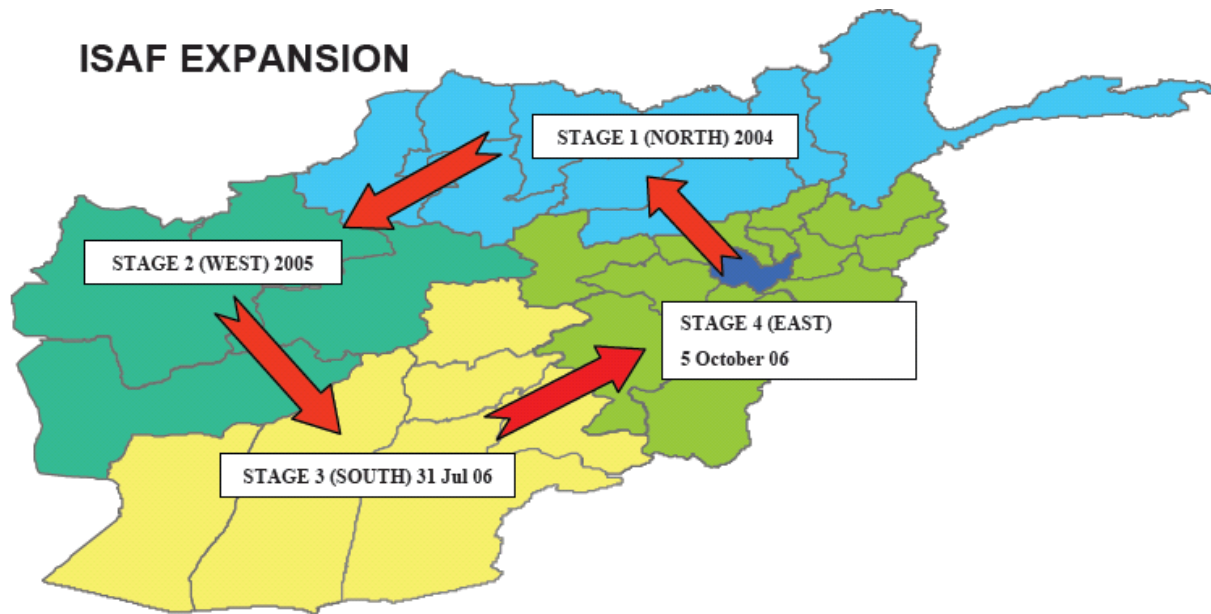 ISAF EXPANSION
STAGE 1 (NORTH) 2004
STAGE 2 (WEST) 2005
STAGE 4 (EAST)
5 October 06
STAGE 3 (SOUTH) 31 Jul 06